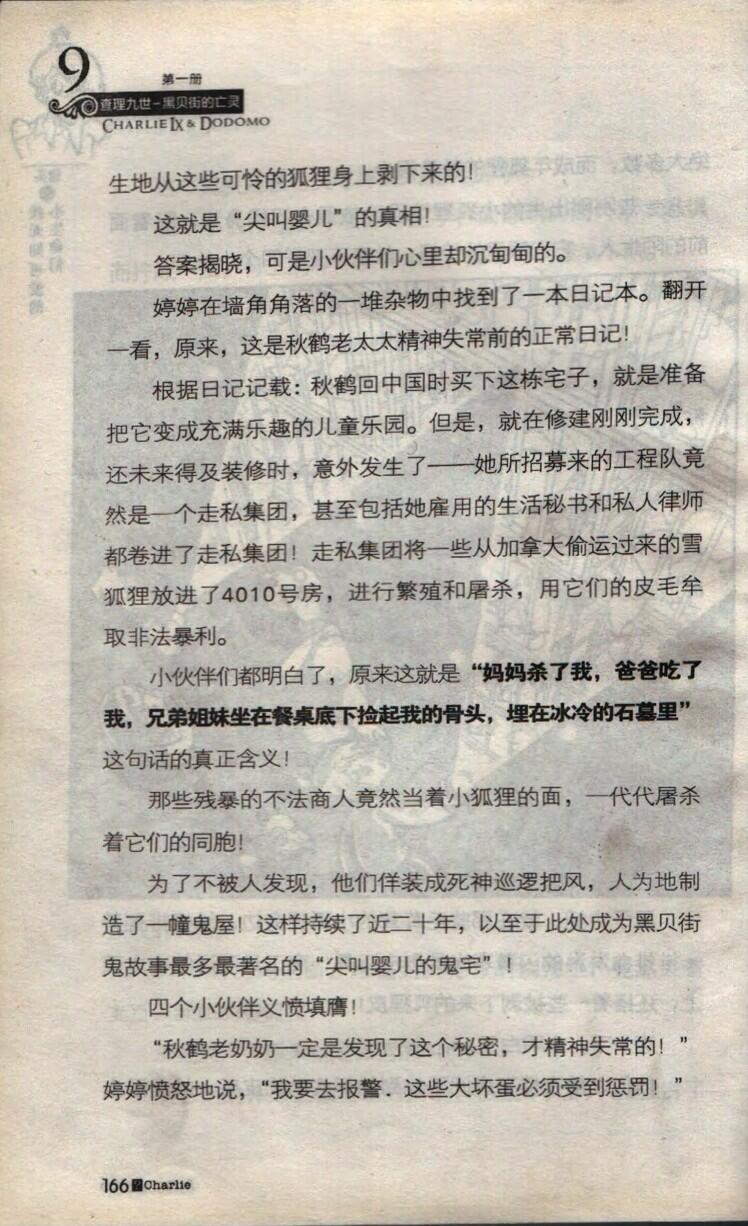 9
第一册
查理九世-黑贝街的亡灵
CHARLIE IX & DODOMO
生地从这些可怜的狐狸身上剥下来的！
这就是“尖叫婴儿”的真相！
答案揭晓，可是小伙伴们心里却沉甸甸的。
婷婷在墙角角落的一堆杂物中找到了一本日记本。翻开
一看，原来，这是秋鹤老太太精神失常前的正常日记！
根据日记记载：秋鹤回中国时买下这栋宅子，就是准备
把它变成充满乐趣的儿童乐园。但是，就在修建刚刚完成，
还未来得及装修时，意外发生了——她所招募来的工程队竟
然是一个走私集团，甚至包括她雇用的生活秘书和私人律师
都卷进了走私集团！走私集团将一些从加拿大偷运过来的雪
狐狸放进了4010号房，进行繁殖和屠杀，用它们的皮毛牟
取非法暴利。
小伙伴们都明白了，原来这就是“妈妈杀了我，爸爸吃了
我，兄弟姐妹坐在餐桌底下捡起我的骨头，埋在冰冷的石墓里”
这句话的真正含义！
那些残暴的不法商人竟然当着小狐狸的面，一代代屠杀
着它们的同胞！
为了不被人发现，他们佯装成死神巡逻把风，人为地制
造了一幢鬼屋！这样持续了近二十年，以至于此处成为黑贝街
鬼故事最多最著名的“尖叫婴儿的鬼宅”！
四个小伙伴义愤填膺！
“秋鹤老奶奶一定是发现了这个秘密，才精神失常的！”
婷婷愤怒地说，“我要去报警．这些大坏蛋必须受到惩罚！”
166 Charlie